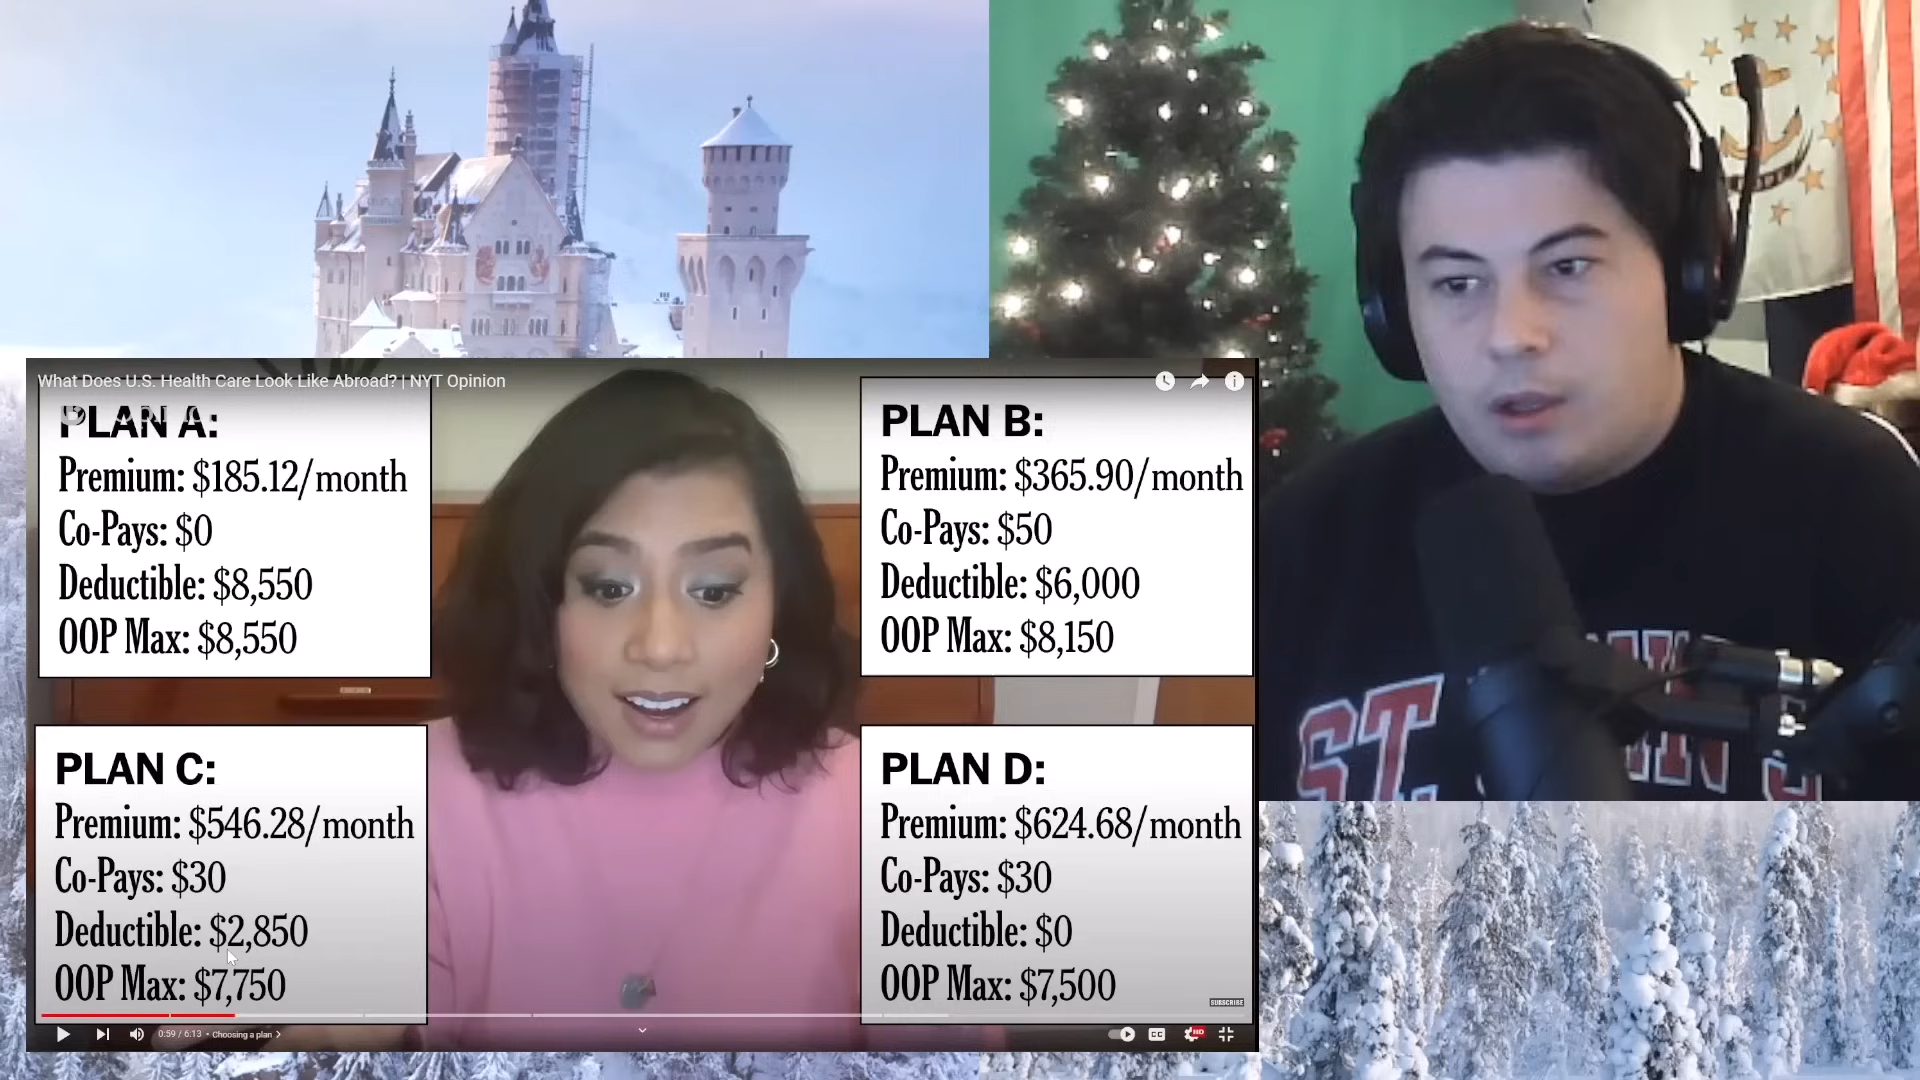 What Does U.S. Health Care Look Like Abroad? | NYT Opinion
PLAN A:
Premium: $185.12/month
Co-Pays: $0
Deductible: $8,550
OOP Max: $8,550
PLAN B:
Premium: $365.90/month
Co-Pays: $50
Deductible: $6,000
OOP Max: $8,150
PLAN C:
Premium: $546.28/month
Co-Pays: $30
Deductible: $2,850
OOP Max: $7,750
PLAN D:
Premium: $624.68/month
Co-Pays: $30
Deductible: $0
OOP Max: $7,500
SUBSCRIBE
0:59 / 6:13 • Choosing a plan
CC
HD
ST.